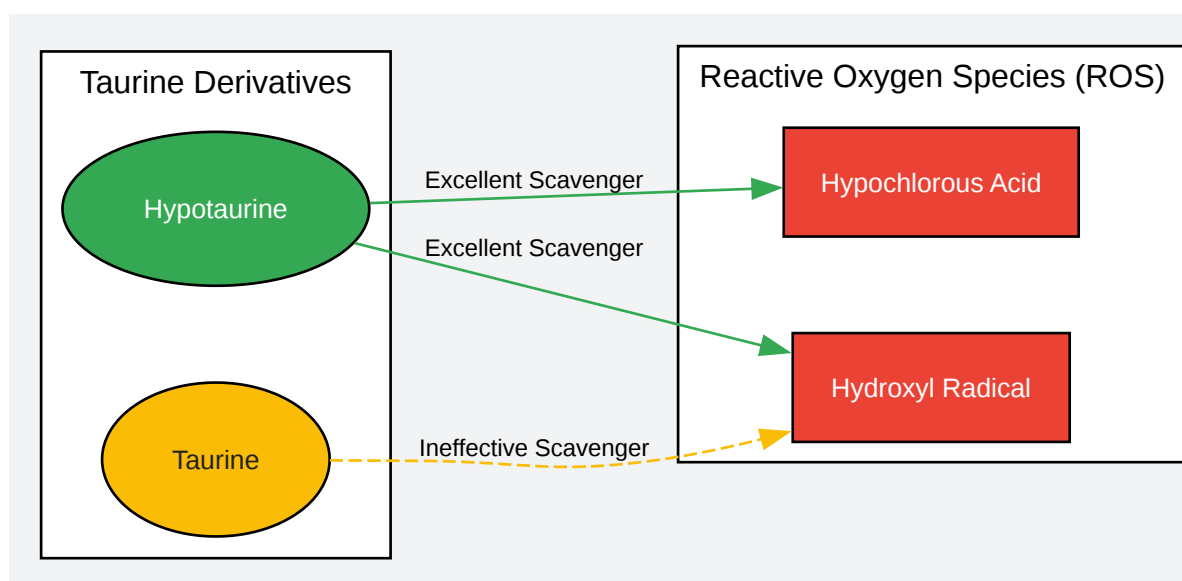 Taurine Derivatives
Reactive Oxygen Species (ROS)
Hypotaurine
Excellent Scavenger
Hypochlorous Acid
Excellent Scavenger
Hydroxyl Radical
Taurine
Ineffective Scavenger